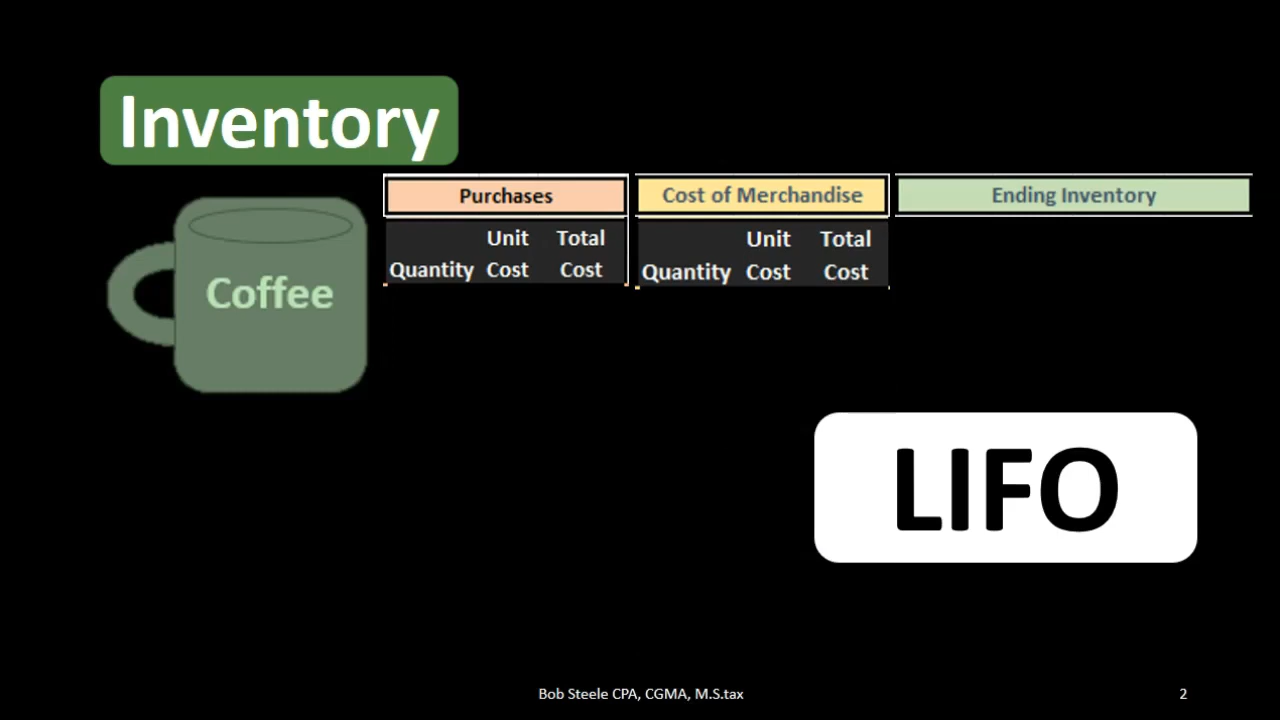 Inventory
Purchases Cost of Merchandise Ending Inventory
Unit Total Unit Total
Quantity Cost Cost Quantity Cost Cost
Coffee
LIFO
Bob Steele CPA, CGMA, M.S.tax 2